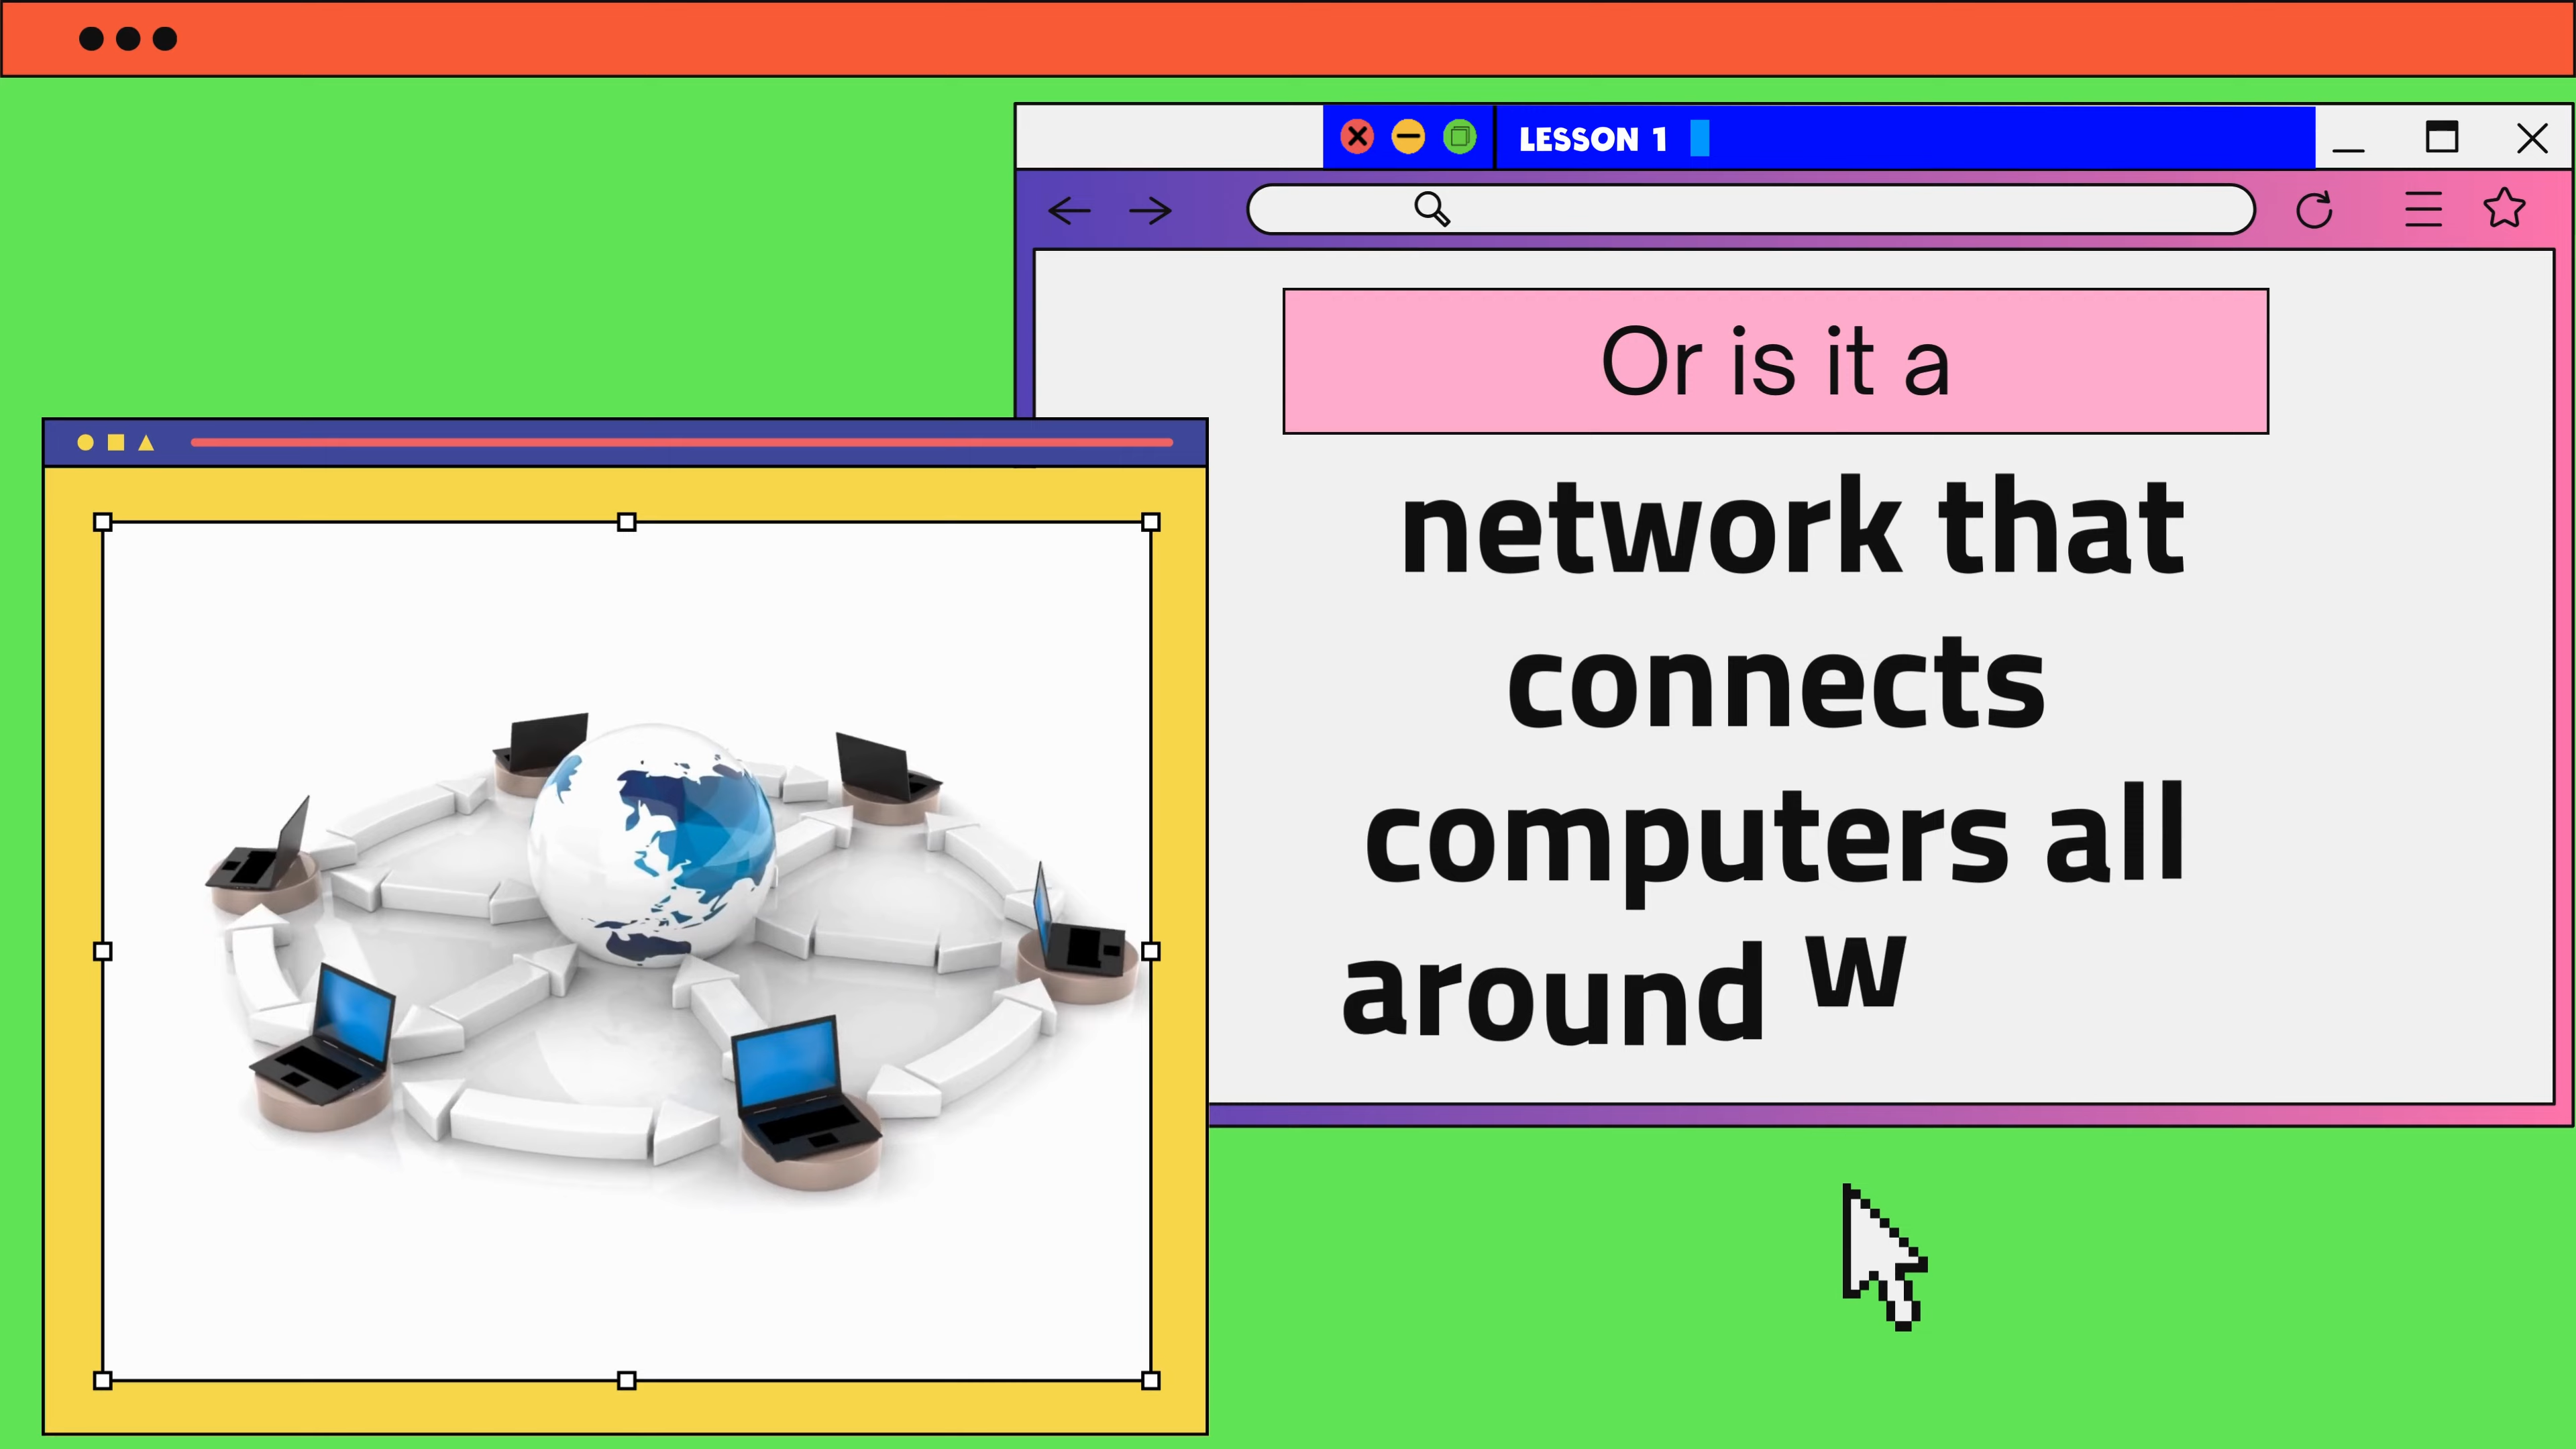 LESSON 1
Or is it a
network that
connects
computers all
around w